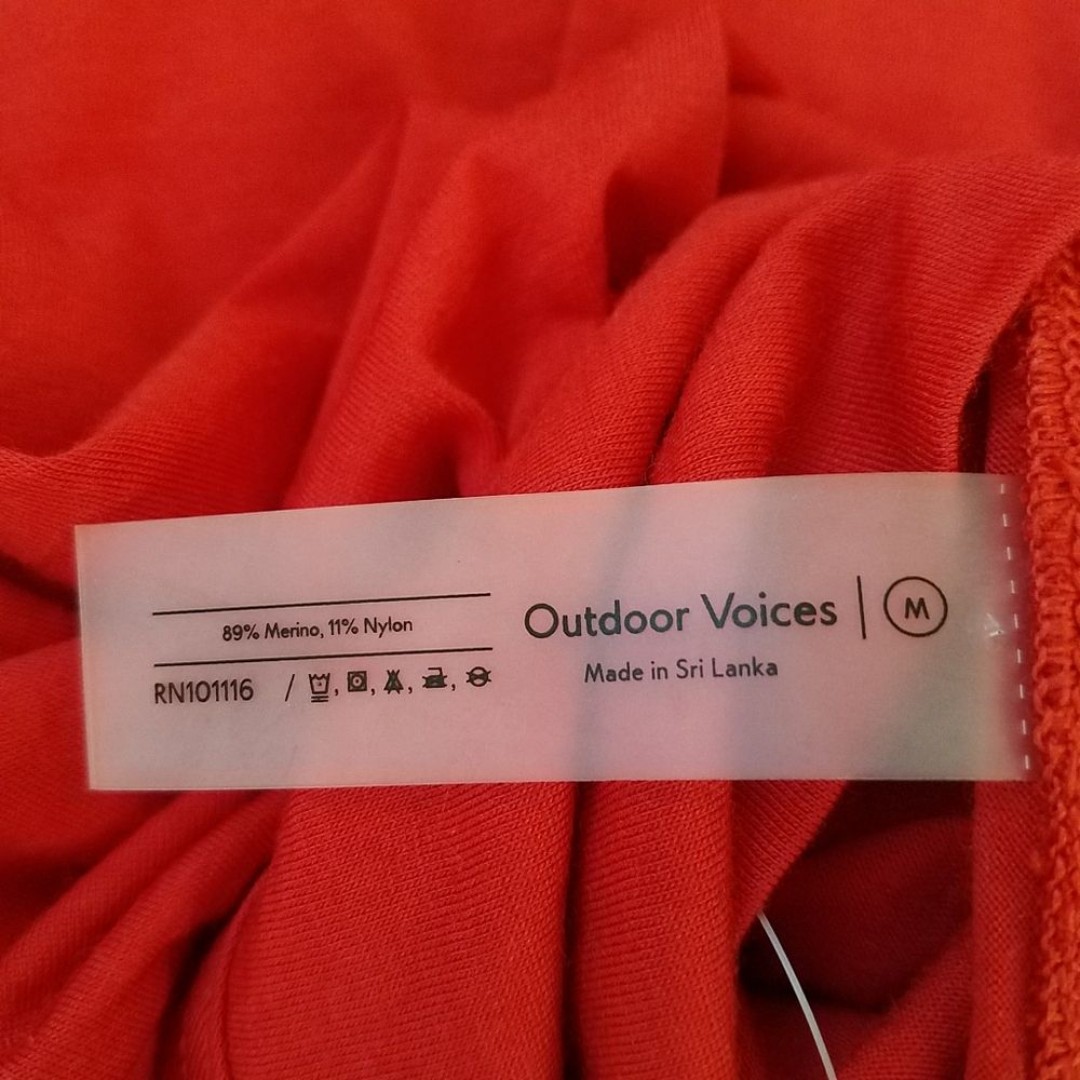 89% Merino, 11% Nylon
RN101116 /
Outdoor Voices | M
Made in Sri Lanka